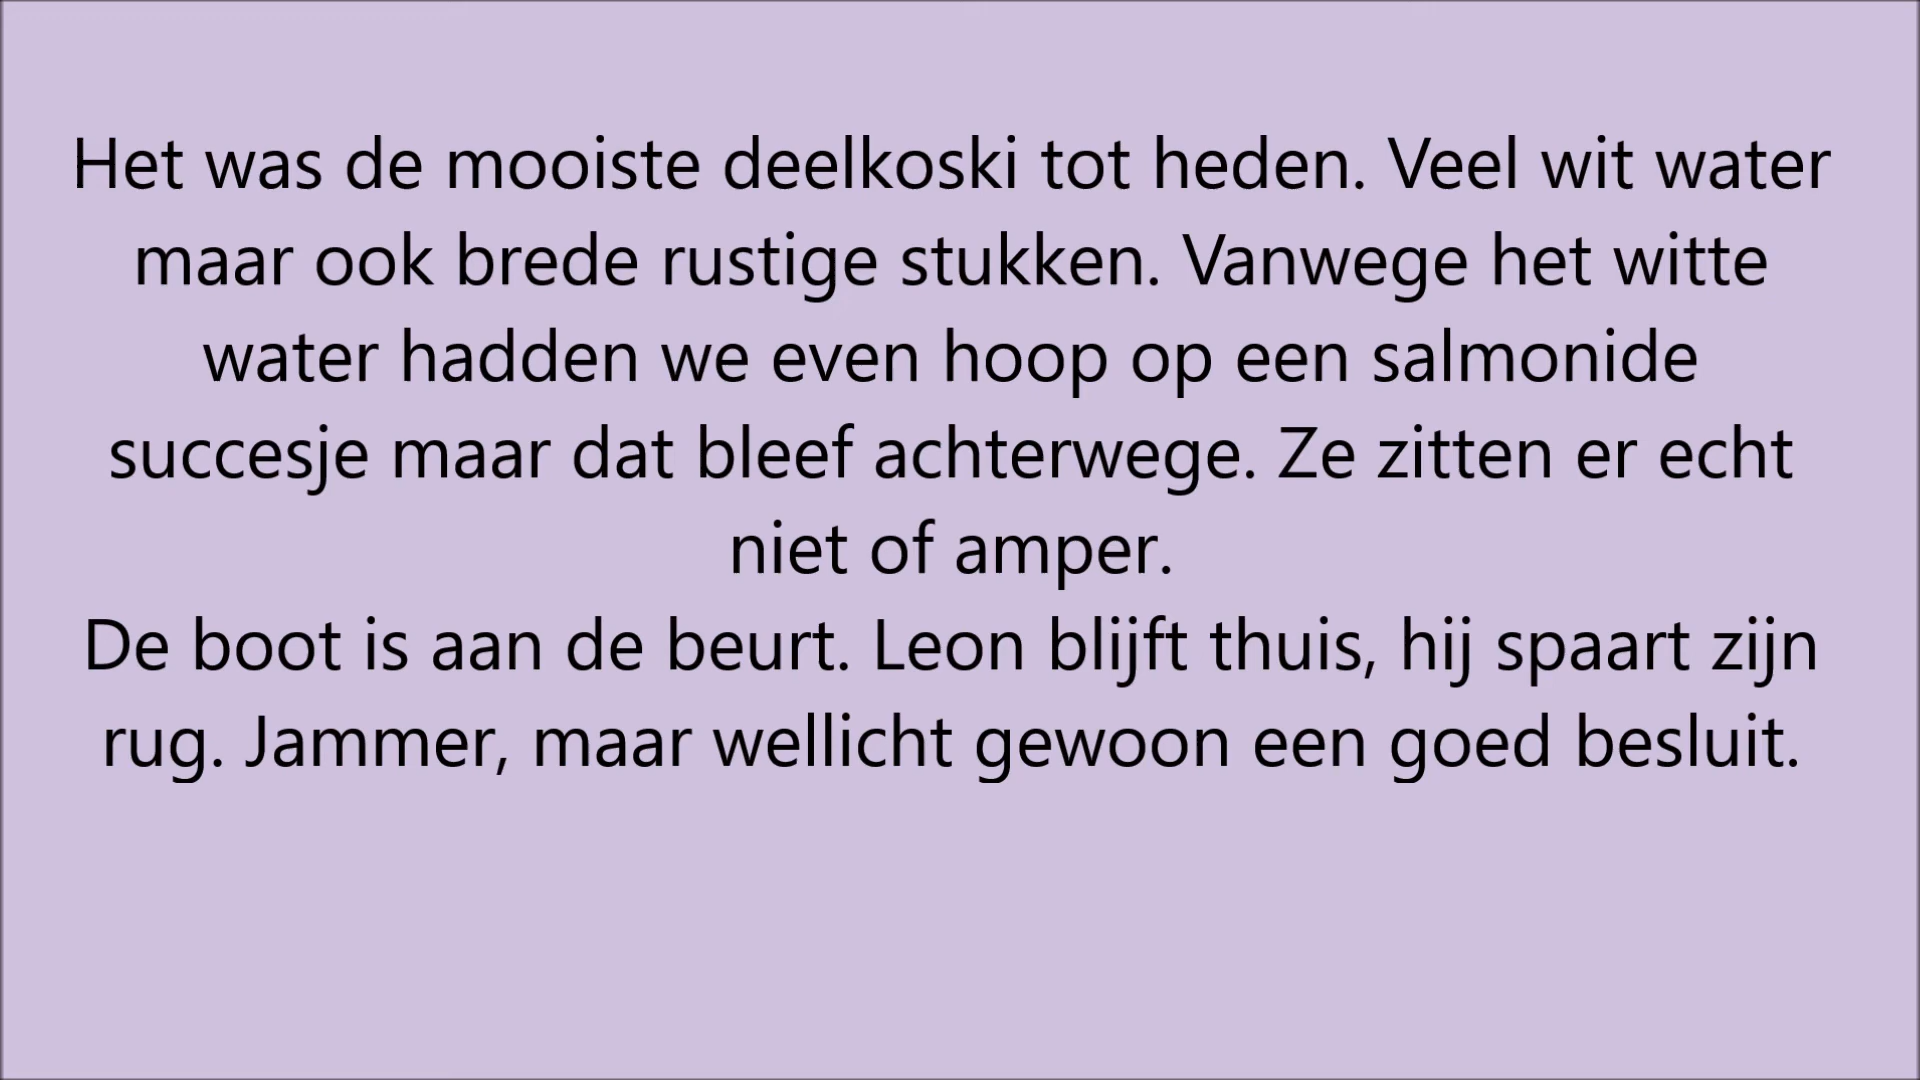 Het was de mooiste deelkoski tot heden. Veel wit water
maar ook brede rustige stukken. Vanwege het witte
water hadden we even hoop op een salmonide
succesje maar dat bleef achterwege. Ze zitten er echt
niet of amper.
De boot is aan de beurt. Leon blijft thuis, hij spaart zijn
rug. Jammer, maar wellicht gewoon een goed besluit.